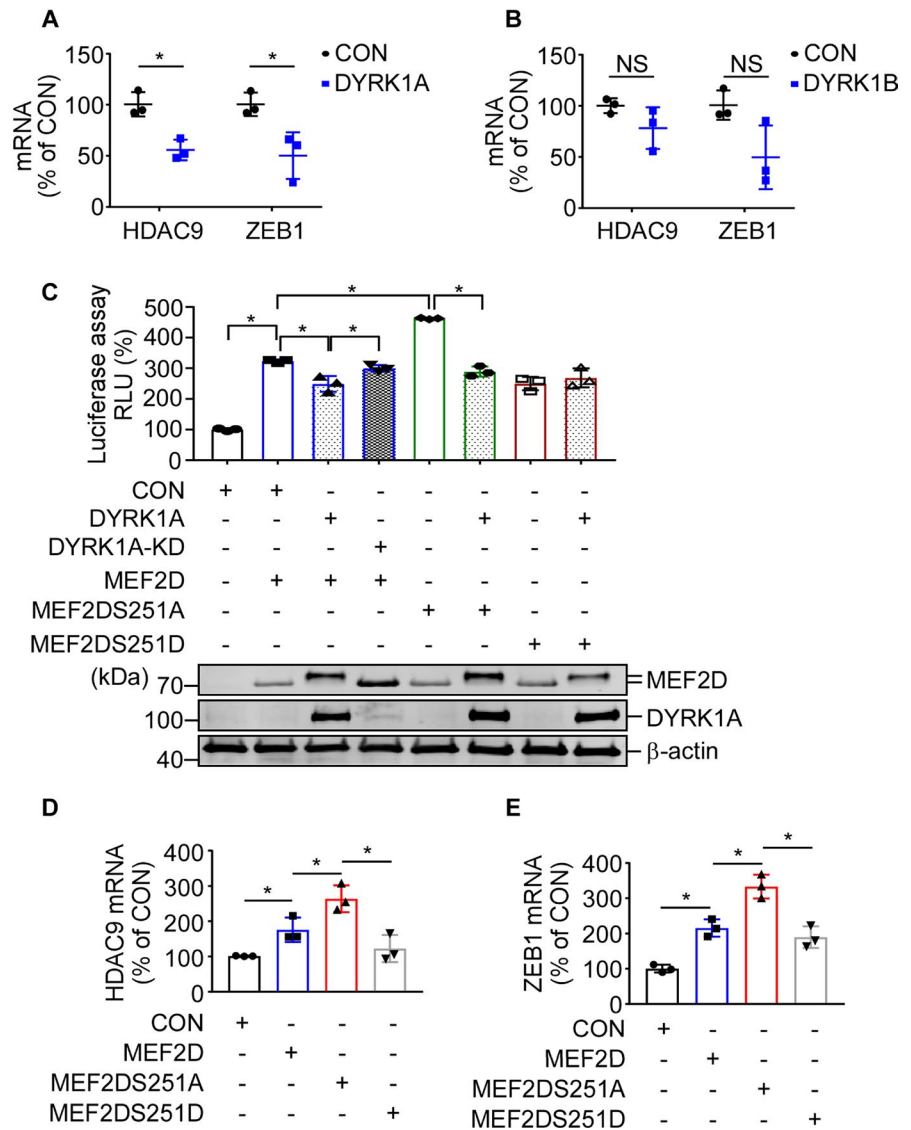 A
150
100
50
0
mRNA
(% of CON)
* *
CON
DYRK1A
HDAC9 ZEB1
B
150
100
50
0
mRNA
(% of CON)
NS NS
CON
DYRK1B
HDAC9 ZEB1
C
Luciferase assay
RLU (%)
500
400
300
200
100
0
* * * * *
CON + + - - - - - -
DYRK1A - - + - - + - +
DYRK1A-KD - - - + - - - -
MEF2D - + + + - - - -
MEF2DS251A - - - - + + - -
MEF2DS251D - - - - - - + +
(kDa)
70 MEF2D
100 DYRK1A
40 β-actin
D
HDAC9 mRNA
(% of CON)
400
300
200
100
0
* * *
CON + - - -
MEF2D - + - -
MEF2DS251A - - + -
MEF2DS251D - - - +
E
ZEB1 mRNA
(% of CON)
400
300
200
100
0
* * *
CON + - - -
MEF2D - + - -
MEF2DS251A - - + -
MEF2DS251D - - - +